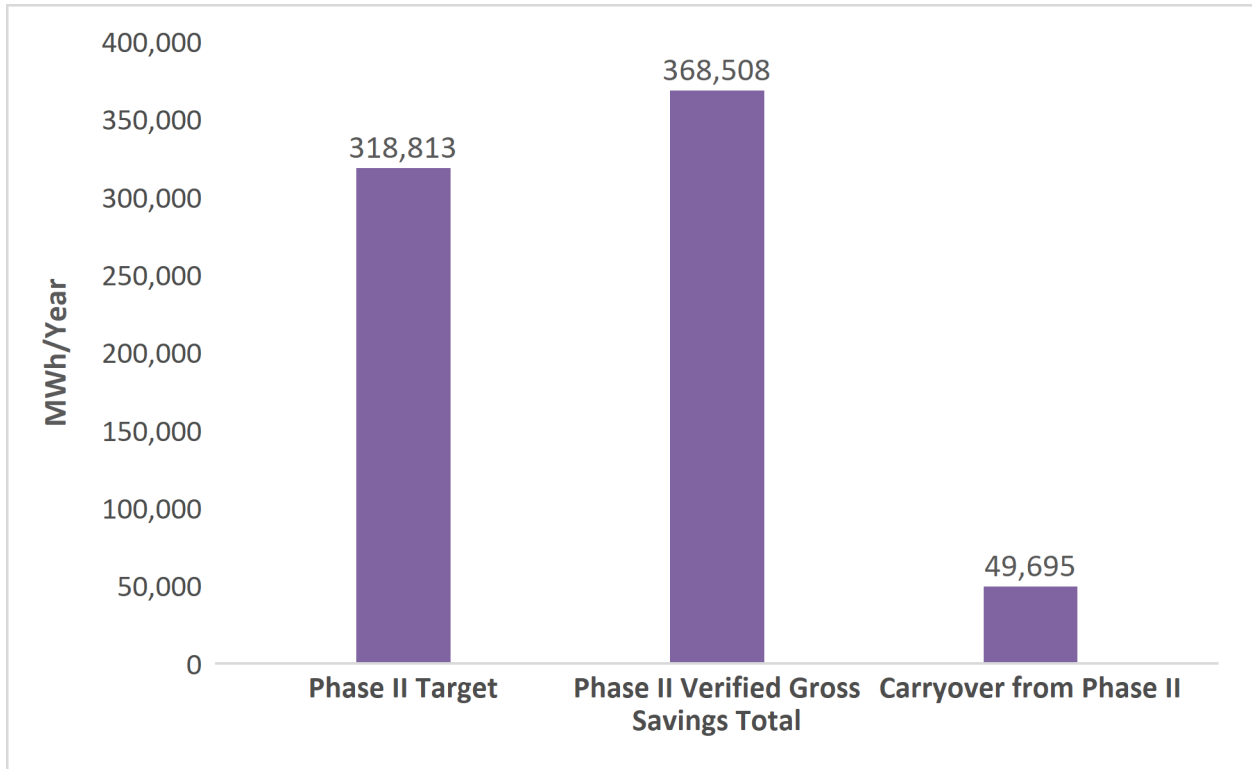 400,000
350,000
300,000
250,000
200,000
150,000
100,000
50,000
0
MWh/Year
318,813
368,508
49,695
Phase II Target
Phase II Verified Gross
Savings Total
Carryover from Phase II